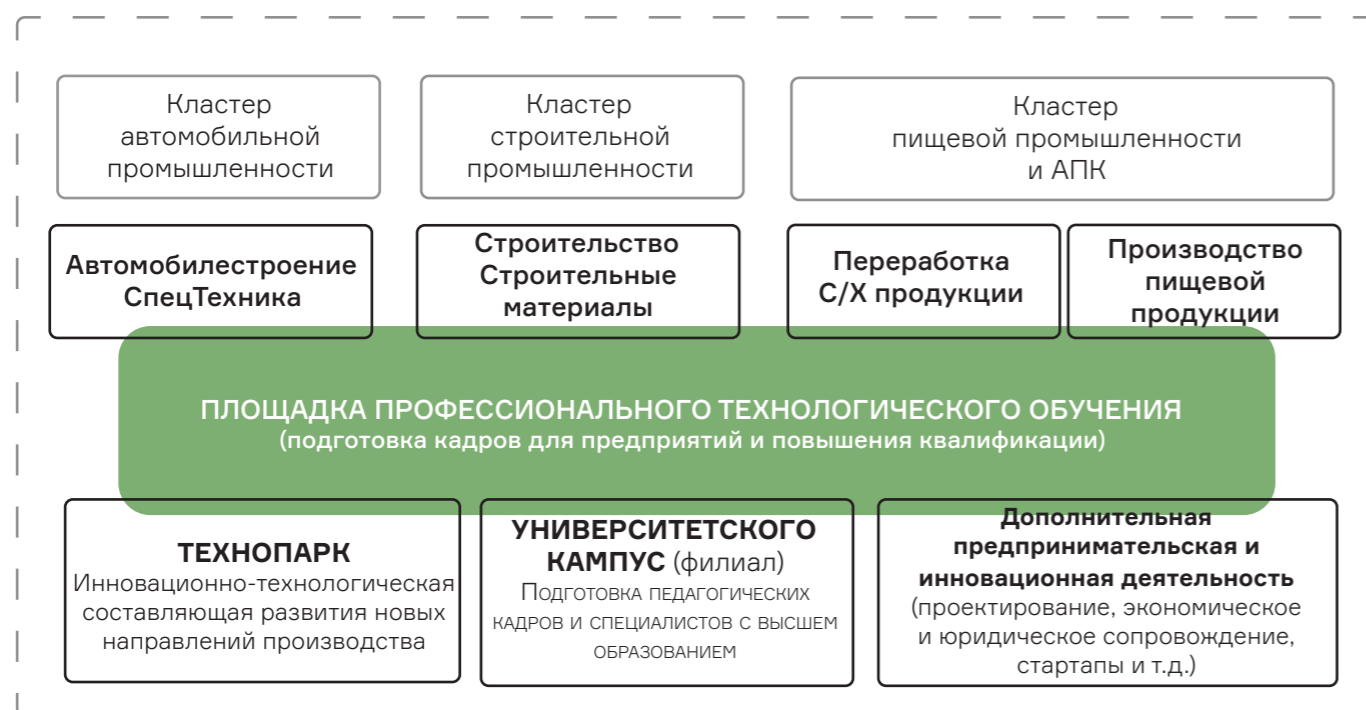 Кластер
автомобильной
промышленности
Кластер
строительной
промышленности
Кластер
пищевой промышленности
и АПК
Автомобилестроение
СпецТехника
Строительство
Строительные
материалы
Переработка
С/Х продукции
Производство
пищевой
продукции
ПЛОЩАДКА ПРОФЕССИОНАЛЬНОГО ТЕХНОЛОГИЧЕСКОГО ОБУЧЕНИЯ
(подготовка кадров для предприятий и повышения квалификации)
ТЕХНОПАРК
Инновационно-технологическая
составляющая развития новых
направлений производства
УНИВЕРСИТЕТСКОГО
КАМПУС (филиал)
Подготовка педагогических
кадров и специалистов с высшем
образованием
Дополнительная
предпринимательская и
инновационная деятельность
(проектирование, экономическое
и юридическое сопровождение,
стартапы и т.д.)